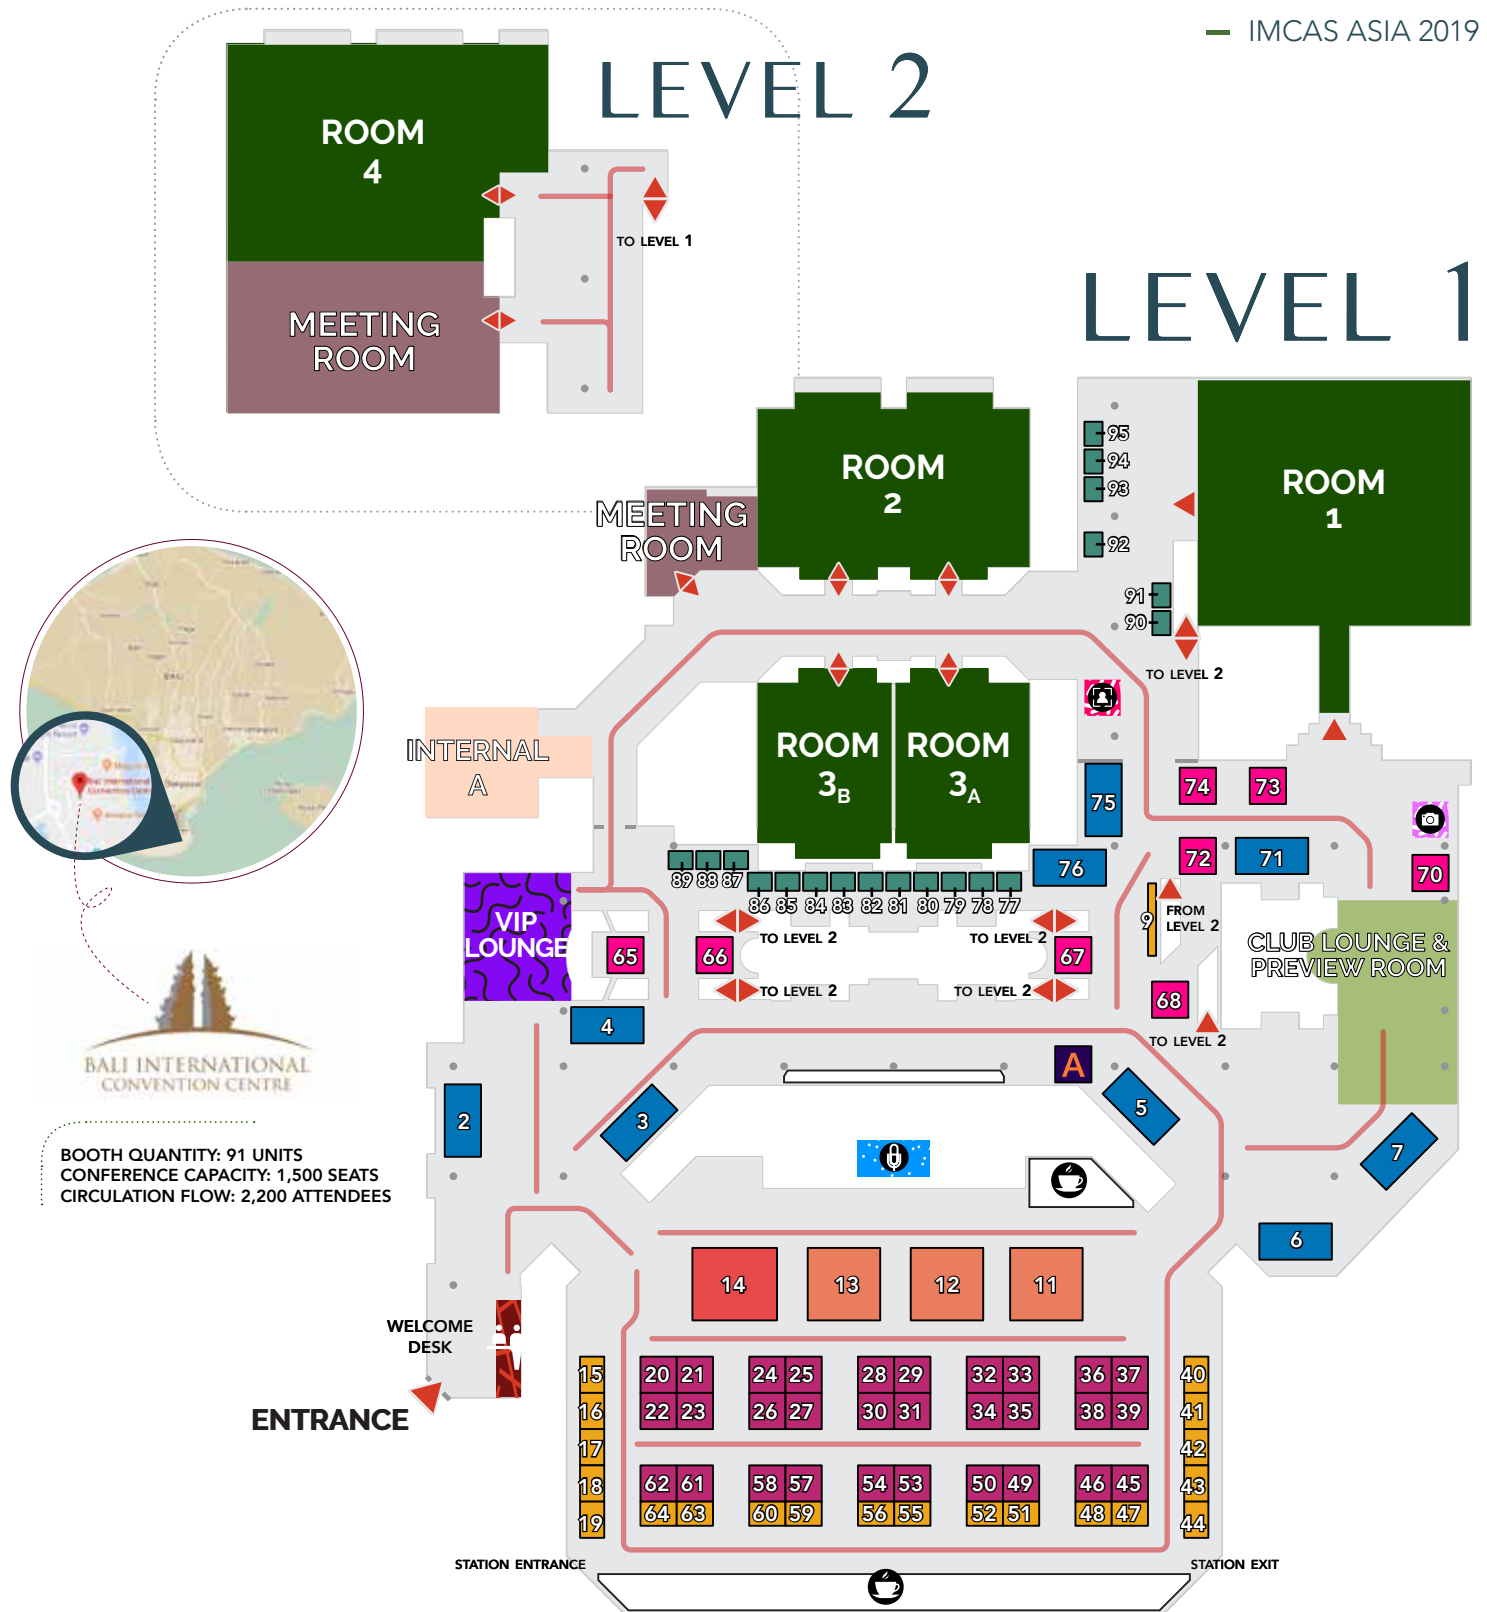 IMCAS ASIA 2019
LEVEL 2
ROOM
4
TO LEVEL 1
MEETING
ROOM
LEVEL 1
ROOM
2
MEETING
ROOM
95
94
93
92
91
90
ROOM
1
TO LEVEL 2
INTERNAL
A
ROOM
3B
ROOM
3A
75
74
73
76
72
71
70
89 88 87
86 85 84 83 82 81 80 79 78 77
VIP
LOUNGE
65
66
TO LEVEL 2
TO LEVEL 2
67
TO LEVEL 2
TO LEVEL 2
9
FROM
LEVEL 2
68
TO LEVEL 2
CLUB LOUNGE &
PREVIEW ROOM
BALI
BALI INTERNATIONAL
CONVENTION CENTRE
4
A
2
3
5
7
6
BOOTH QUANTITY: 91 UNITS
CONFERENCE CAPACITY: 1,500 SEATS
CIRCULATION FLOW: 2,200 ATTENDEES
14 13 12 11
WELCOME
DESK
ENTRANCE
15 20 21 24 25 28 29 32 33 36 37 40
16 22 23 26 27 30 31 34 35 38 39 41
17 42
18 62 61 58 57 54 53 50 49 46 45 43
19 64 63 60 59 56 55 52 51 48 47 44
STATION ENTRANCE
STATION EXIT